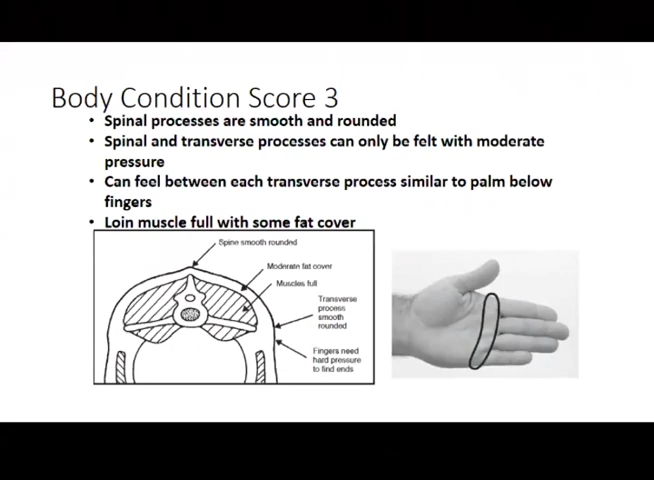 Body Condition Score 3
• Spinal processes are smooth and rounded
• Spinal and transverse processes can only be felt with moderate
pressure
• Can feel between each transverse process similar to palm below
fingers
• Loin muscle full with some fat cover
Spine smooth rounded
Moderate fat cover
Muscles full
Transverse
process
smooth
rounded
Fingers need
hard pressure
to find ends